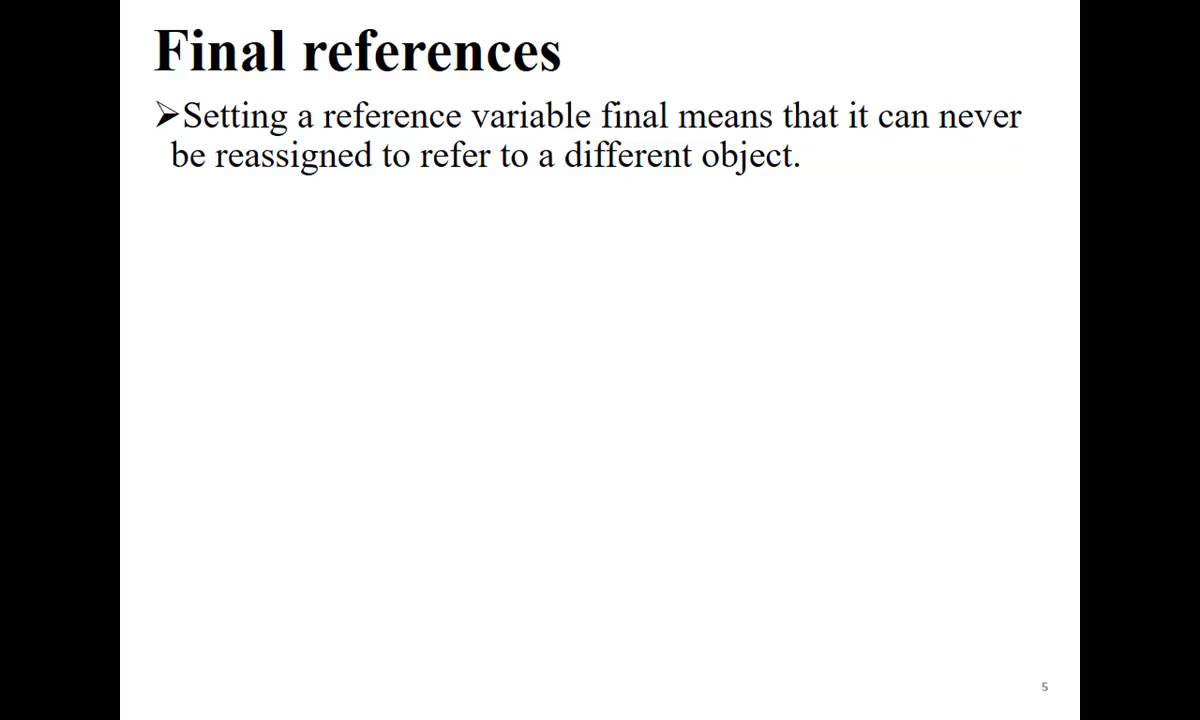 Final references
➢Setting a reference variable final means that it can never
be reassigned to refer to a different object.
5